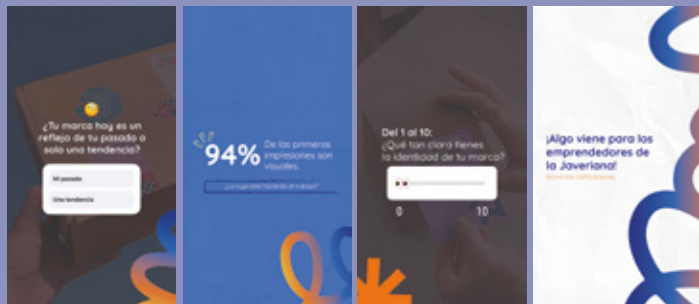 ¿Tu marca hoy es un
reflejo de tu pasado o
solo una tendencia?
Mi pasado
Una tendencia
94%
De las primeras
impresiones son
visuales.
Del 1 al 10:
¿Qué tan clara tienes
la identidad de tu marca?
0
10
¡Algo viene para los
emprendedores de
la Javeriana!